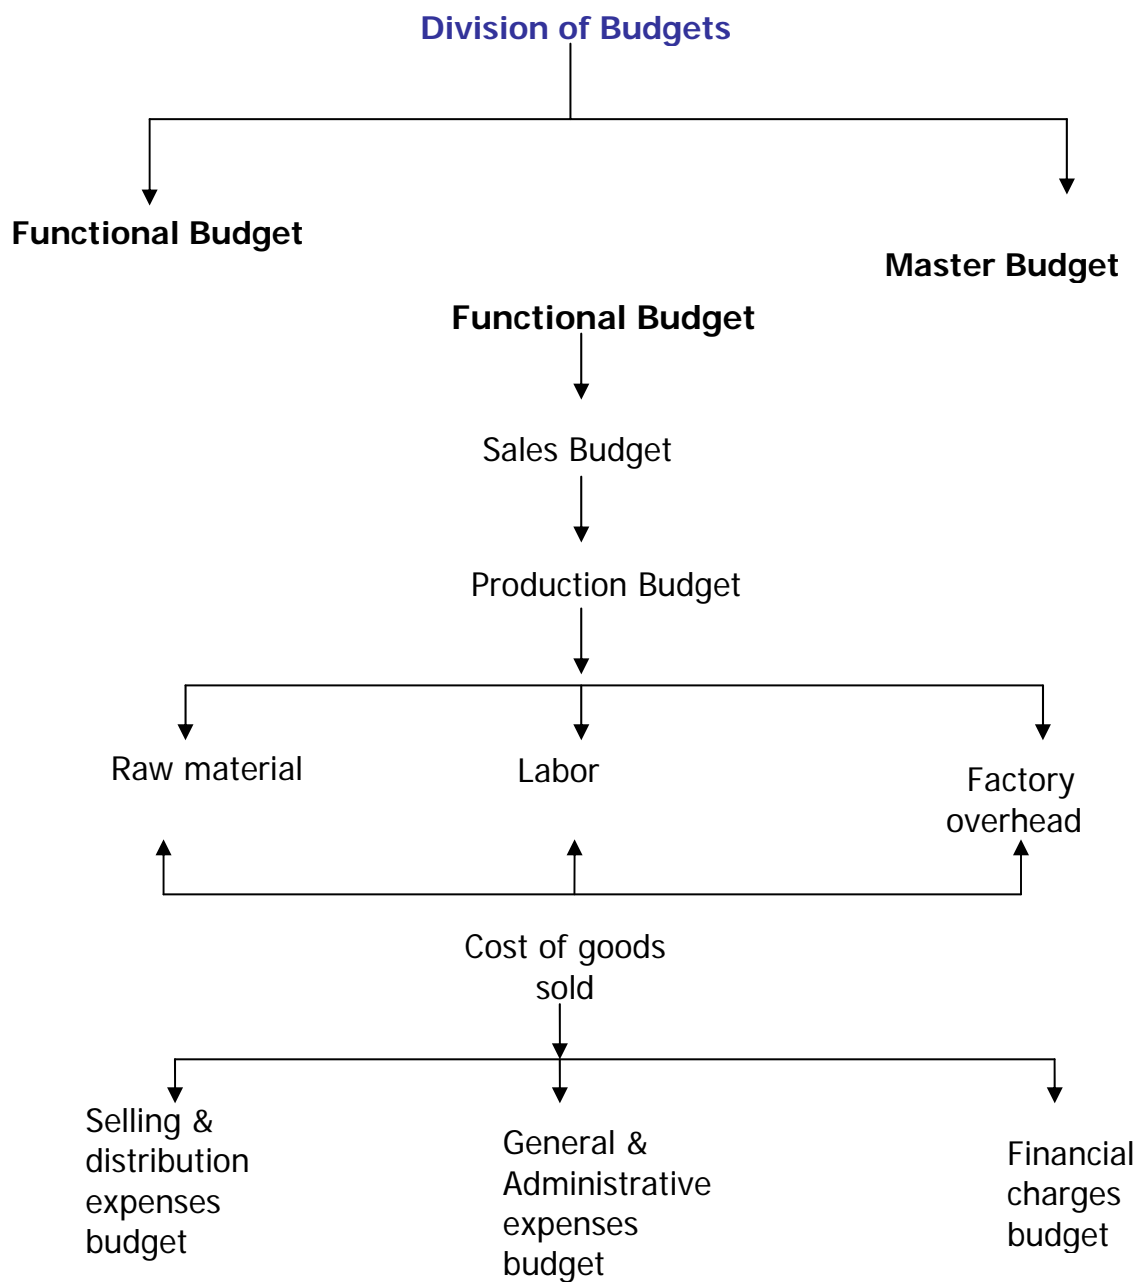 Division of Budgets
Functional Budget
Master Budget
Functional Budget
Sales Budget
Production Budget
Raw material
Labor
Factory
overhead
Cost of goods
sold
Selling &
distribution
expenses
budget
General &
Administrative
expenses
budget
Financial
charges
budget